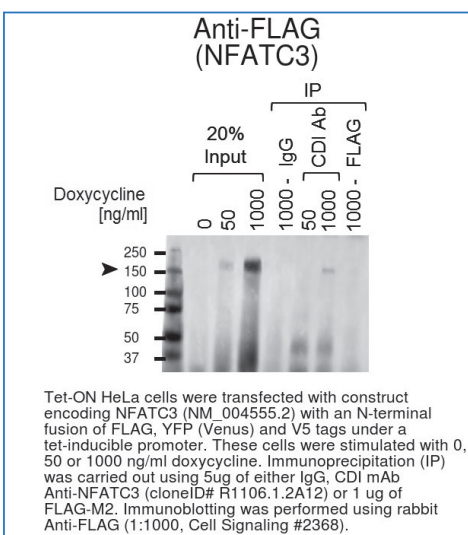 Anti-FLAG
(NFATC3)
IP
20%
Input
1000 - IgG
CDI Ab
1000 - FLAG
Doxycycline
[ng/ml]
0
50
1000
50
1000
250
150
100
75
50
37
Tet-ON HeLa cells were transfected with construct
encoding NFATC3 (NM_004555.2) with an N-terminal
fusion of FLAG, YFP (Venus) and V5 tags under a
tet-inducible promoter. These cells were stimulated with 0,
50 or 1000 ng/ml doxycycline. Immunoprecipitation (IP)
was carried out using 5ug of either IgG, CDI mAb
Anti-NFATC3 (cloneID# R1106.1.2A12) or 1 ug of
FLAG-M2. Immunoblotting was performed using rabbit
Anti-FLAG (1:1000, Cell Signaling #2368).